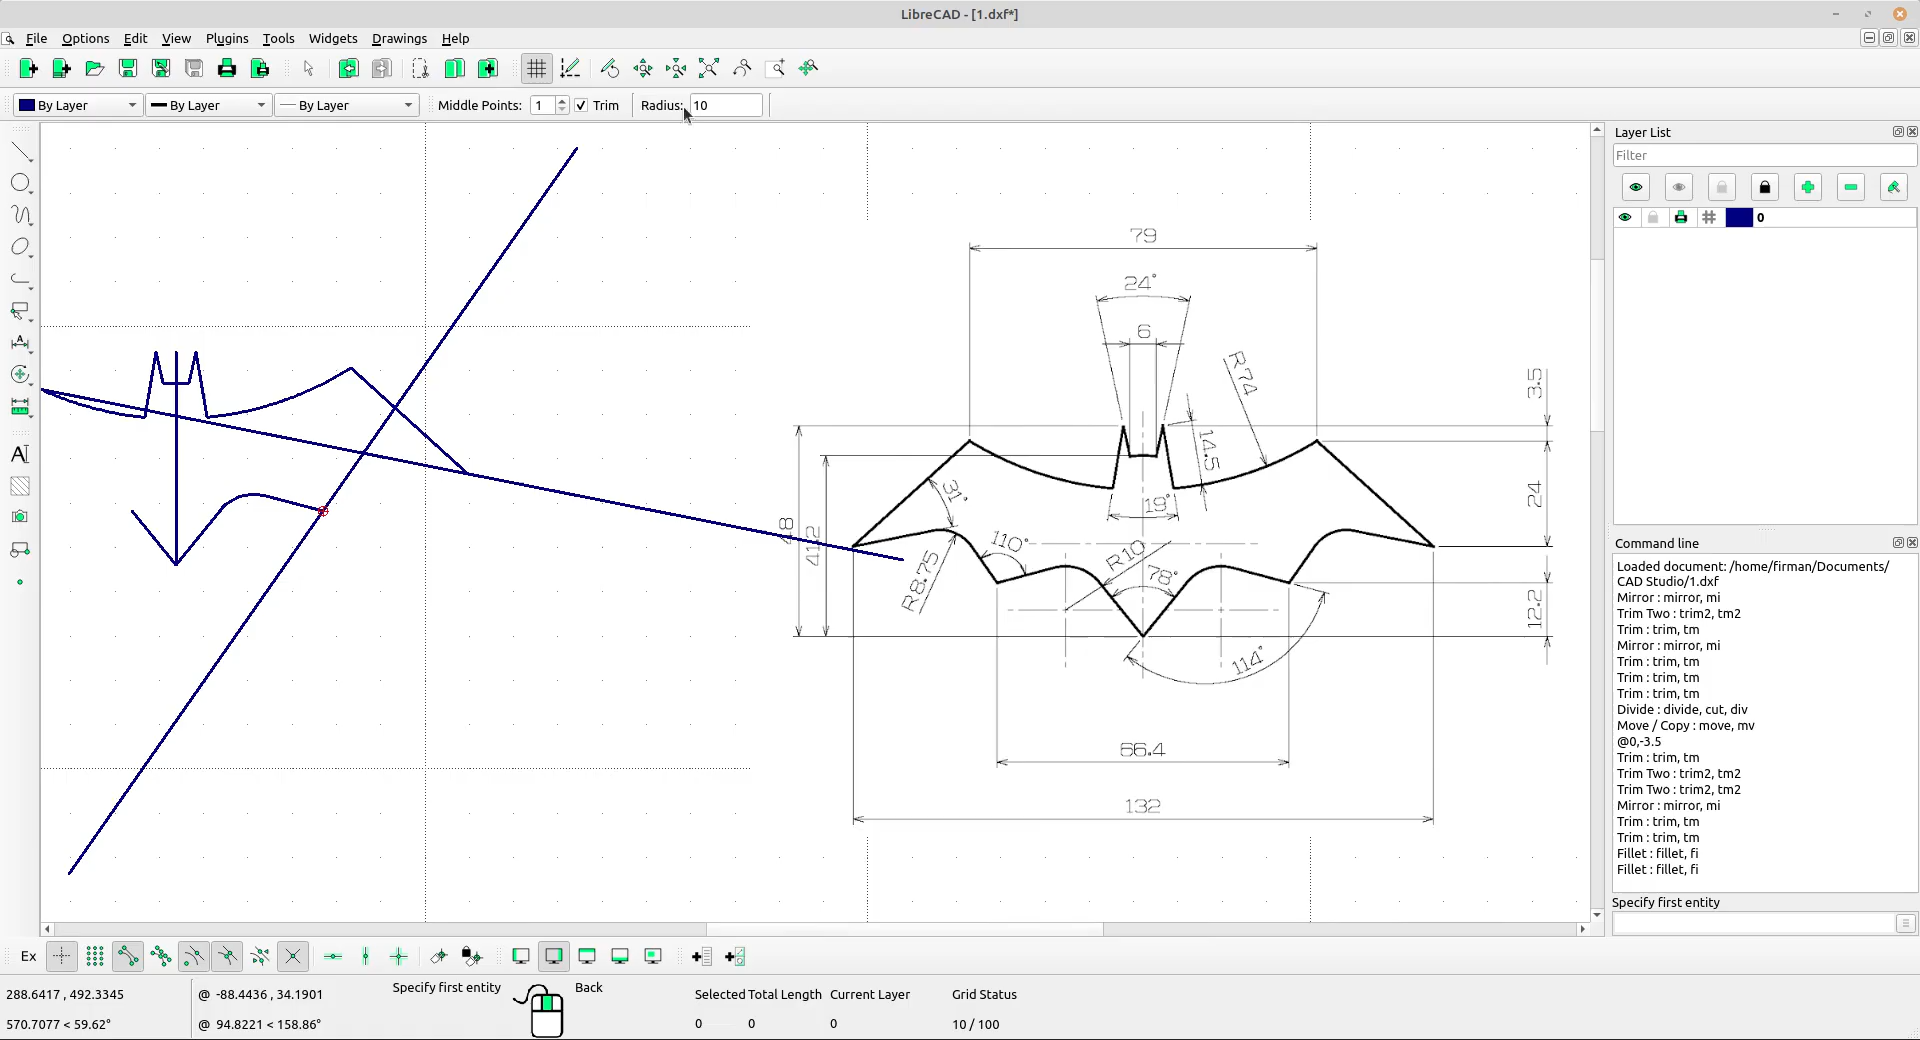 LibreCAD - [1.dxf*]
File Options Edit View Plugins Tools Widgets Drawings Help
By Layer By Layer By Layer Middle Points: 1 Trim Radius: 10
Layer List
Filter
0
79
24°
6
R74
3.5
14.5
31°
19°
24
48
41.2
110°
R10
78°
R8.75
12.2
114°
66.4
132
Command line
Loaded document: /home/firman/Documents/
CAD Studio/1.dxf
Mirror : mirror, mi
Trim Two : trim2, tm2
Trim : trim, tm
Mirror : mirror, mi
Trim : trim, tm
Trim : trim, tm
Trim : trim, tm
Divide : divide, cut, div
Move / Copy : move, mv
@0,-3.5
Trim : trim, tm
Trim Two : trim2, tm2
Trim Two : trim2, tm2
Mirror : mirror, mi
Trim : trim, tm
Trim : trim, tm
Fillet : fillet, fi
Fillet : fillet, fi
Specify first entity
Ex
288.6417 , 492.3345 @ -88.4436 , 34.1901 Specify first entity Back Selected Total Length Current Layer Grid Status
570.7077 < 59.62° @ 94.8221 < 158.86° 0 0 0 10 / 100